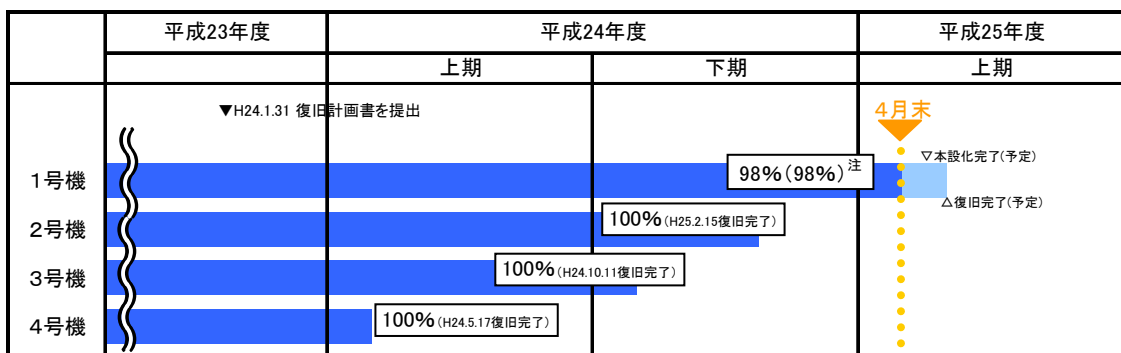 平成23年度 平成24年度 平成25年度
上期 下期 上期
▼H24.1.31 復旧計画書を提出
4月末
▽本設化完了(予定)
1号機 98%(98%)注
△復旧完了(予定)
2号機 100%(H25.2.15復旧完了)
3号機 100%(H24.10.11復旧完了)
4号機 100%(H24.5.17復旧完了)